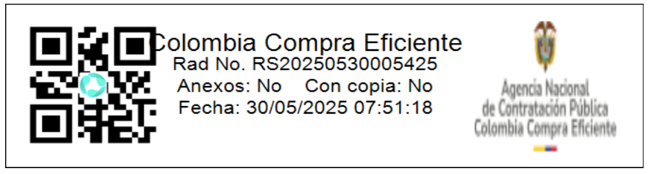 Colombia Compra Eficiente
Rad No. RS20250530005425
Anexos: No Con copia: No
Fecha: 30/05/2025 07:51:18
Agencia Nacional
de Contratación Pública
Colombia Compra Eficiente